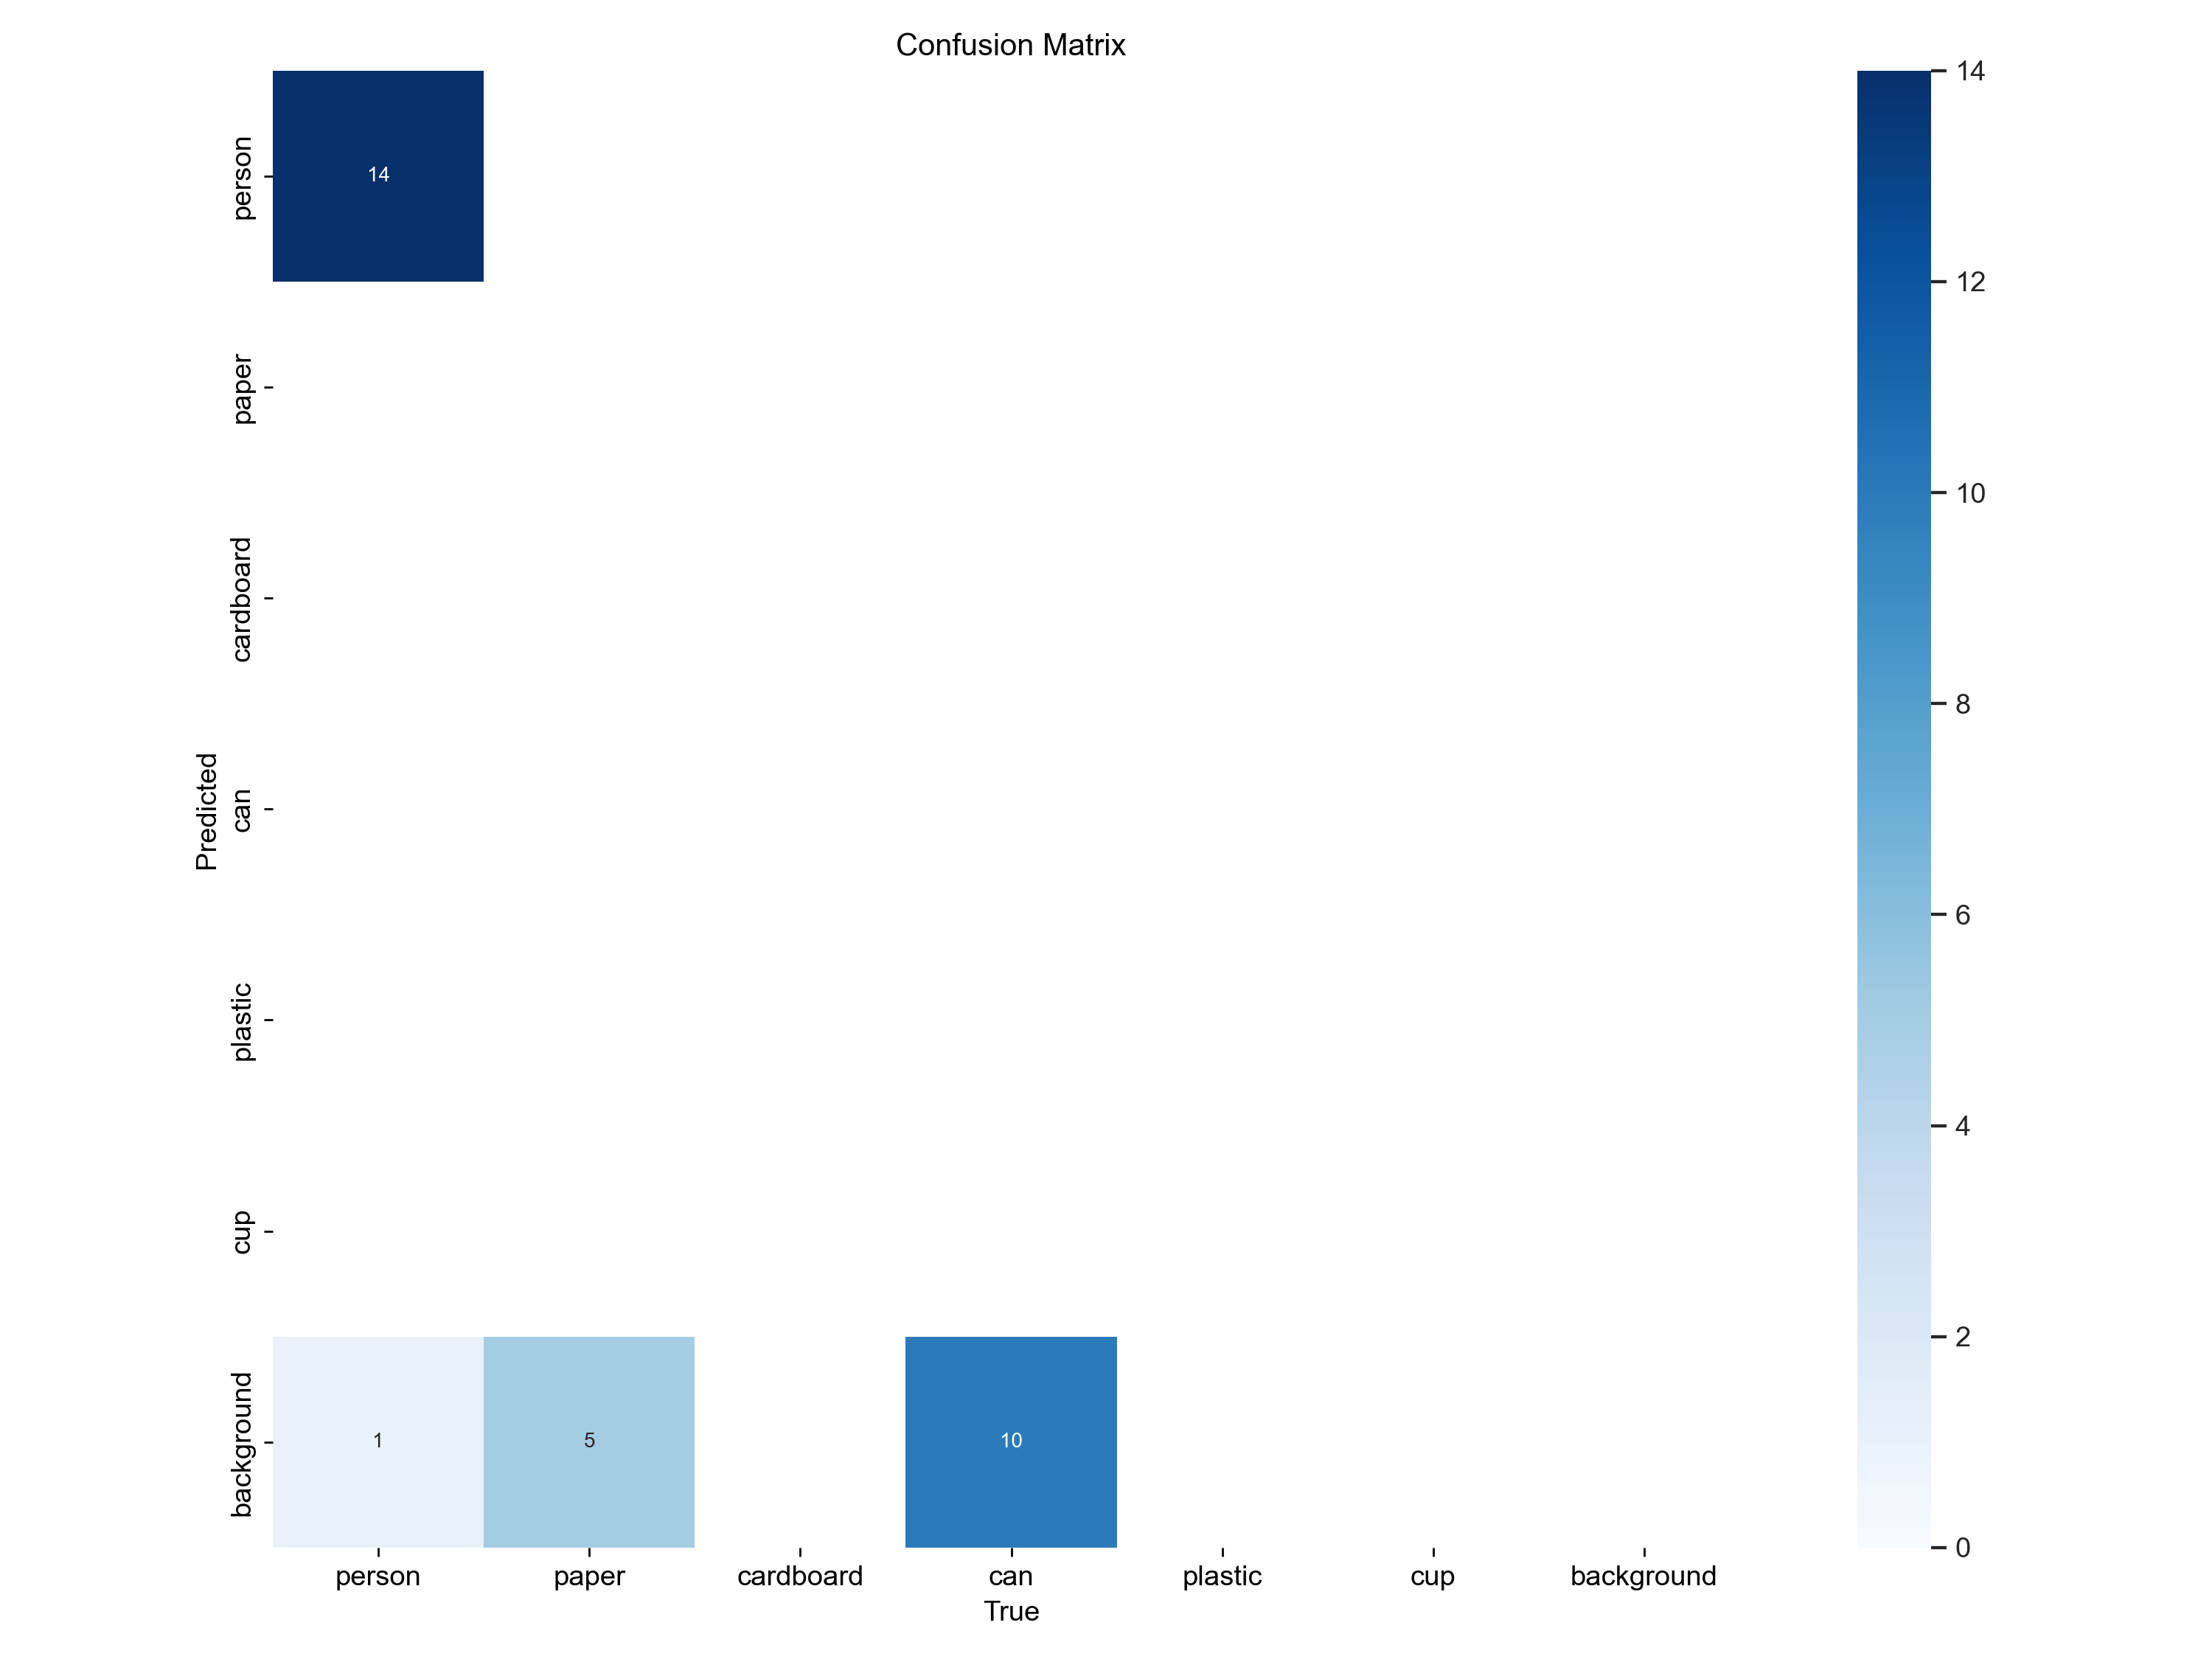 Confusion Matrix
14
person
paper
cardboard
can
plastic
cup
background
Predicted
1 5 10
person paper cardboard can plastic cup background
True
14
12
10
8
6
4
2
0